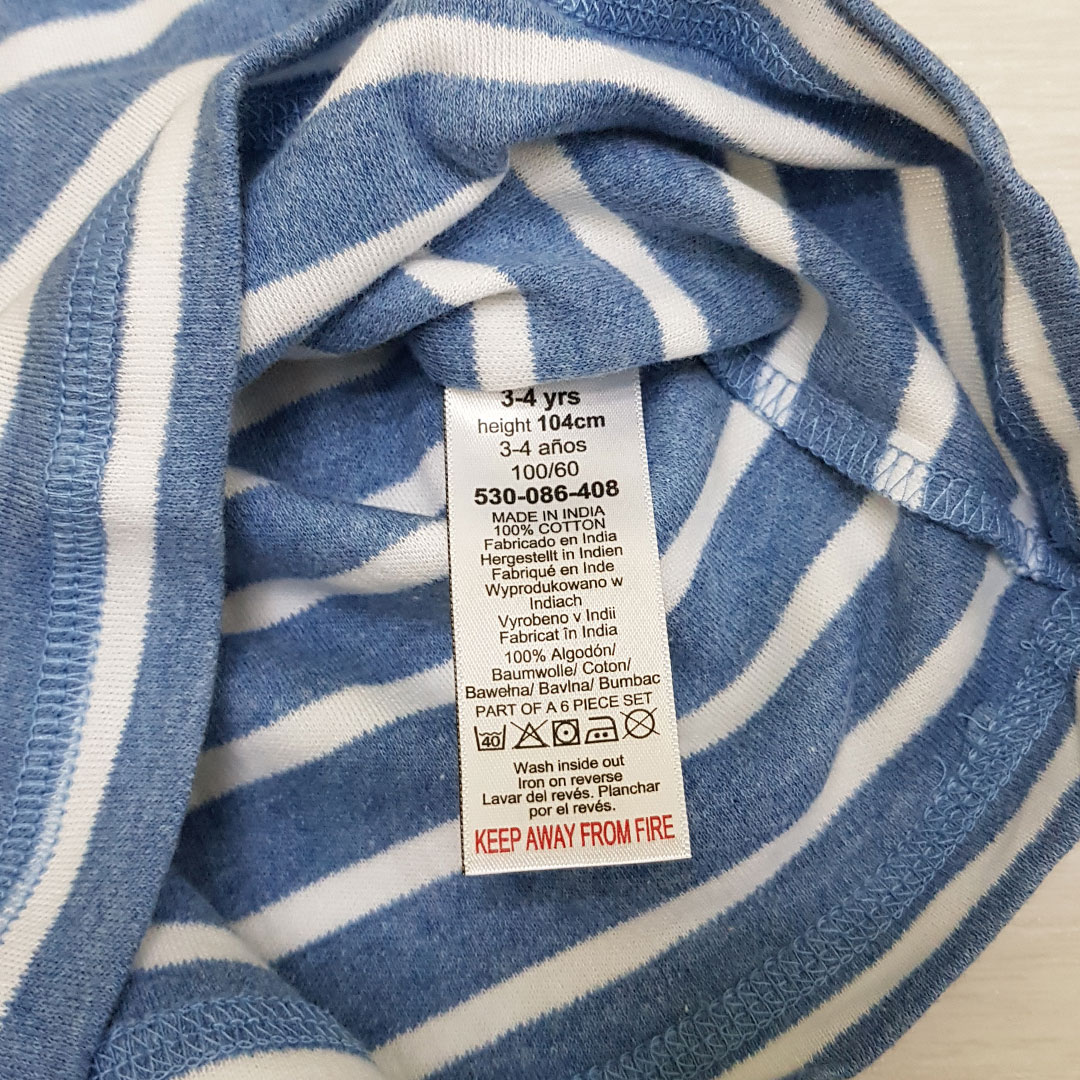 3-4 yrs
height 104cm
3-4 años
100/60
530-086-408
MADE IN INDIA
100% COTTON
Fabricado en India
Hergestellt in Indien
Fabriqué en Inde
Wyprodukowano w
Indiach
Vyrobeno v Indii
Fabricat în India
100% Algodón/
Baumwolle/ Coton/
Bawełna/ Bavlna/ Bumbac
PART OF A 6 PIECE SET
40
Wash inside out
Iron on reverse
Lavar del revés. Planchar
por el revés.
KEEP AWAY FROM FIRE